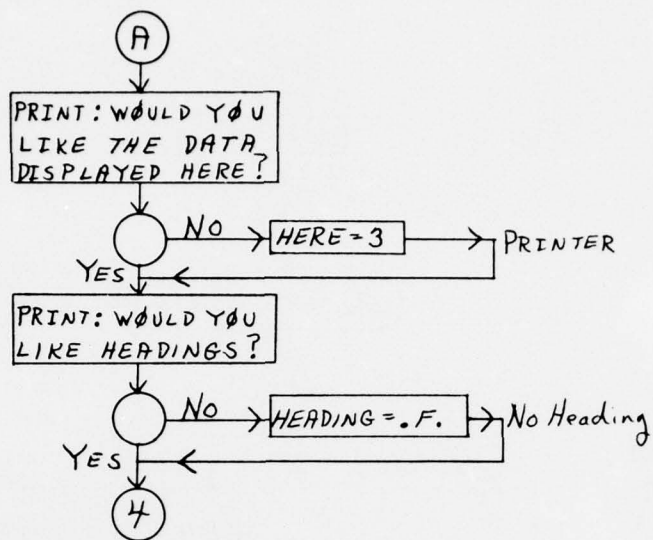 A
PRINT: WØULD YØU
LIKE THE DATA
DISPLAYED HERE?
NO
HERE=3
PRINTER
YES
PRINT: WØULD YØU
LIKE HEADINGS?
NO
HEADING=.F.
No Heading
YES
4